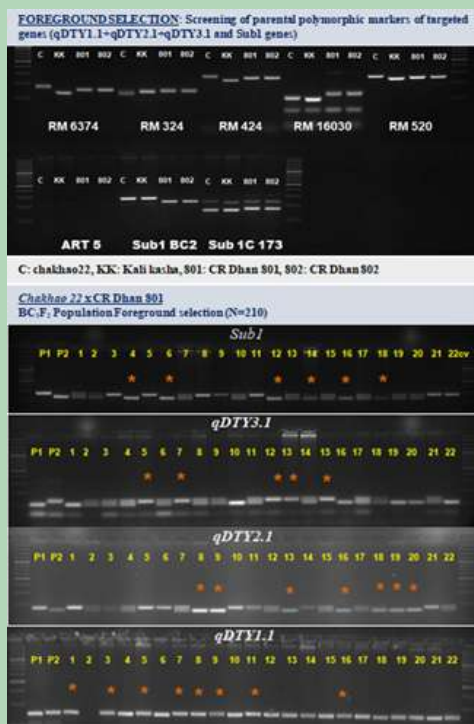 FOREGROUND SELECTION: Screening of parental polymorphic markers of targeted
genes (qDTY1.1+qDTY2.1+qDTY3.1 and Sub1 genes)
C KK 801 802 C KK 801 802 C KK 801 802 C KK 801 802 C KK 801 802
RM 6374 RM 324 RM 424 RM 16030 RM 520
C KK 801 802 C KK 801 802 C KK 801 802
ART 5 Sub1 BC2 Sub 1C 173
C: chakhao22, KK: Kali kasha, 801: CR Dhan 801, 802: CR Dhan 802
Chakhao 22 x CR Dhan 801
BC₁F₂ Population Foreground selection (N=210)
Sub1
P1 P2 1 2 3 4 5 6 7 8 9 10 11 12 13 14 15 16 17 18 19 20 21 22
* * * * * *
qDTY3.1
P1 P2 1 2 3 4 5 6 7 8 9 10 11 12 13 14 15 16 17 18 19 20 21 22
* * * * *
qDTY2.1
P1 P2 1 2 3 4 5 6 7 8 9 10 11 12 13 14 15 16 17 18 19 20 21 22
* * * * * * *
qDTY1.1
P1 P2 1 2 3 4 5 6 7 8 9 10 11 12 13 14 15 16 17 18 19 20 21 22
* * * * * * * *